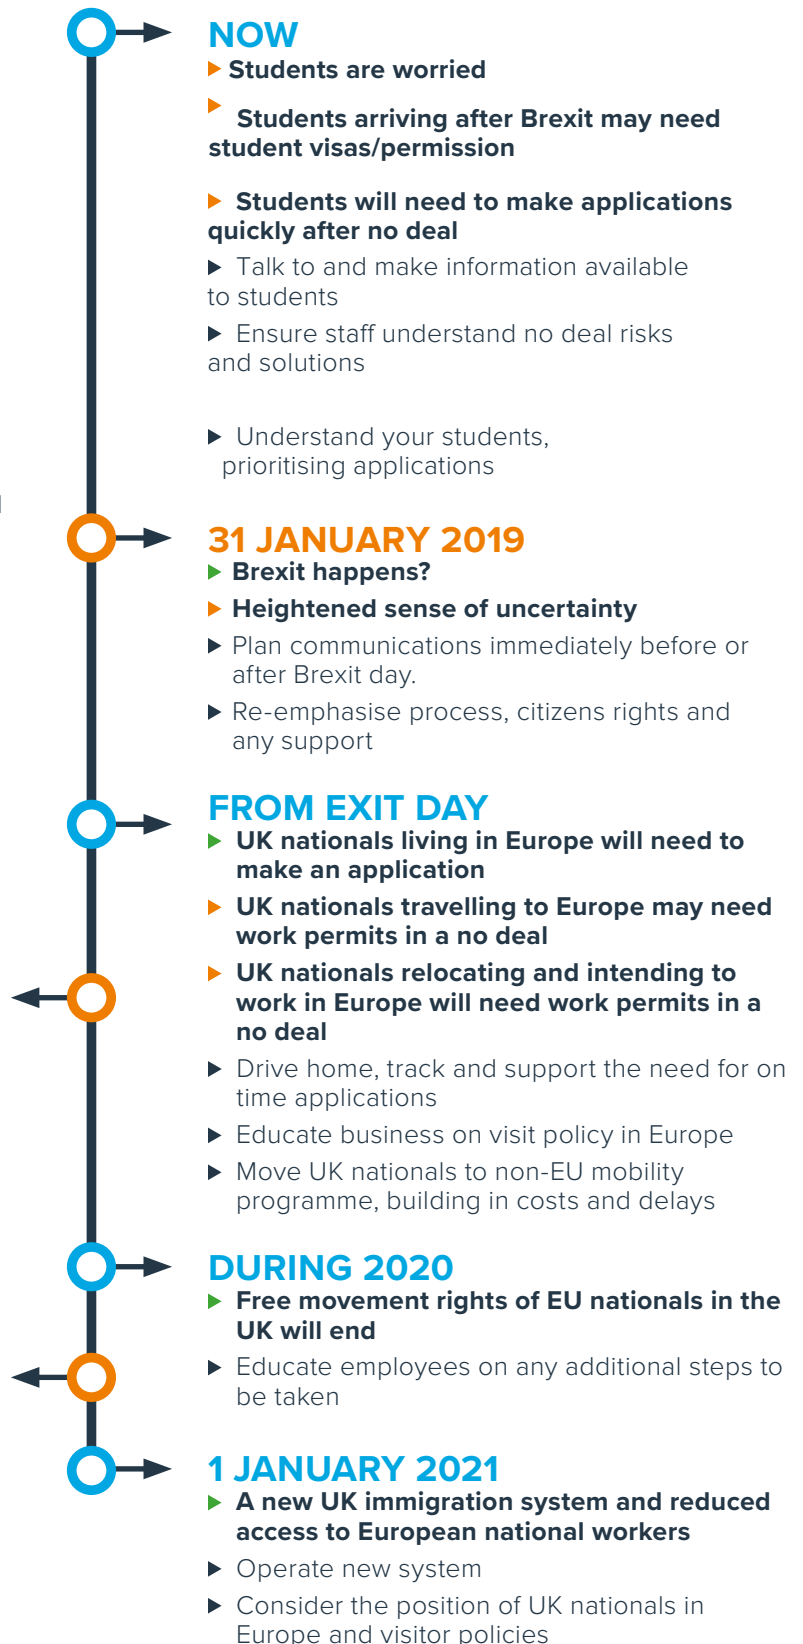 NOW
Students are worried
Students arriving after Brexit may need
student visas/permission
Students will need to make applications
quickly after no deal
Talk to and make information available
to students
Ensure staff understand no deal risks
and solutions
Understand your students,
prioritising applications
31 JANUARY 2019
Brexit happens?
Heightened sense of uncertainty
Plan communications immediately before or
after Brexit day.
Re-emphasise process, citizens rights and
any support
FROM EXIT DAY
UK nationals living in Europe will need to
make an application
UK nationals travelling to Europe may need
work permits in a no deal
UK nationals relocating and intending to
work in Europe will need work permits in a
no deal
Drive home, track and support the need for on
time applications
Educate business on visit policy in Europe
Move UK nationals to non-EU mobility
programme, building in costs and delays
DURING 2020
Free movement rights of EU nationals in the
UK will end
Educate employees on any additional steps to
be taken
1 JANUARY 2021
A new UK immigration system and reduced
access to European national workers
Operate new system
Consider the position of UK nationals in
Europe and visitor policies